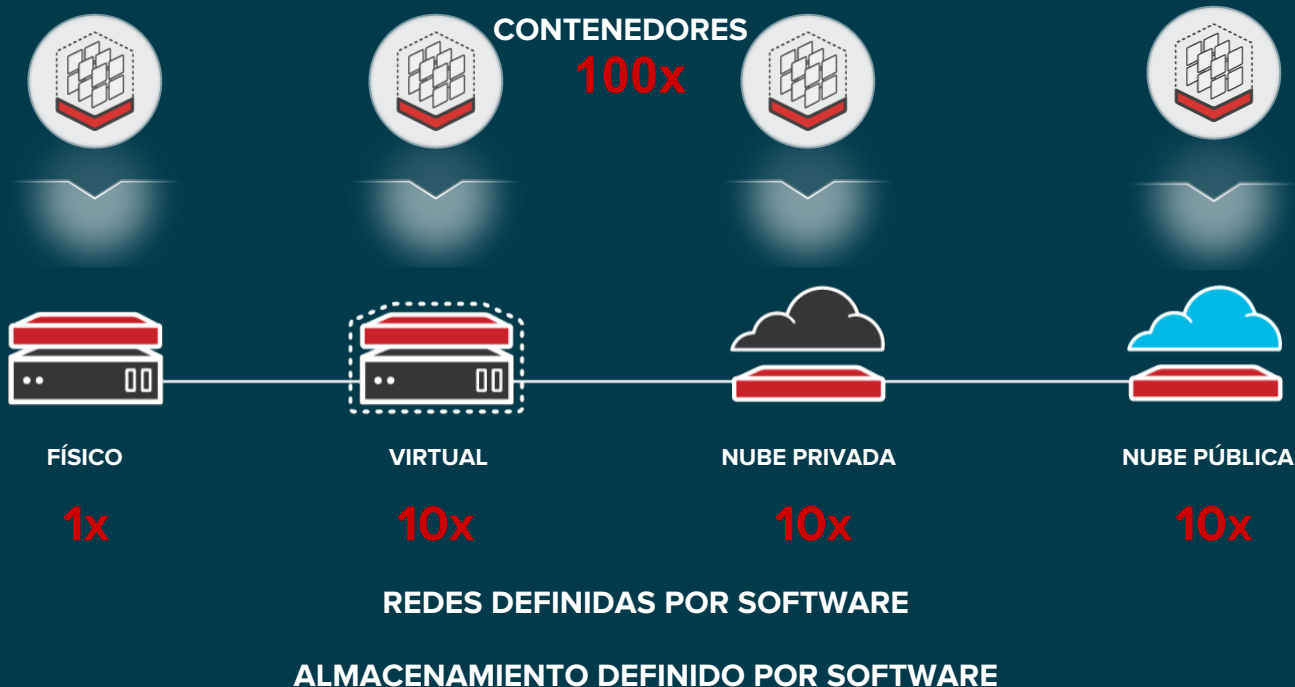 CONTENEDORES
100x
FÍSICO
VIRTUAL
NUBE PRIVADA
NUBE PÚBLICA
1x
10x
10x
10x
REDES DEFINIDAS POR SOFTWARE
ALMACENAMIENTO DEFINIDO POR SOFTWARE